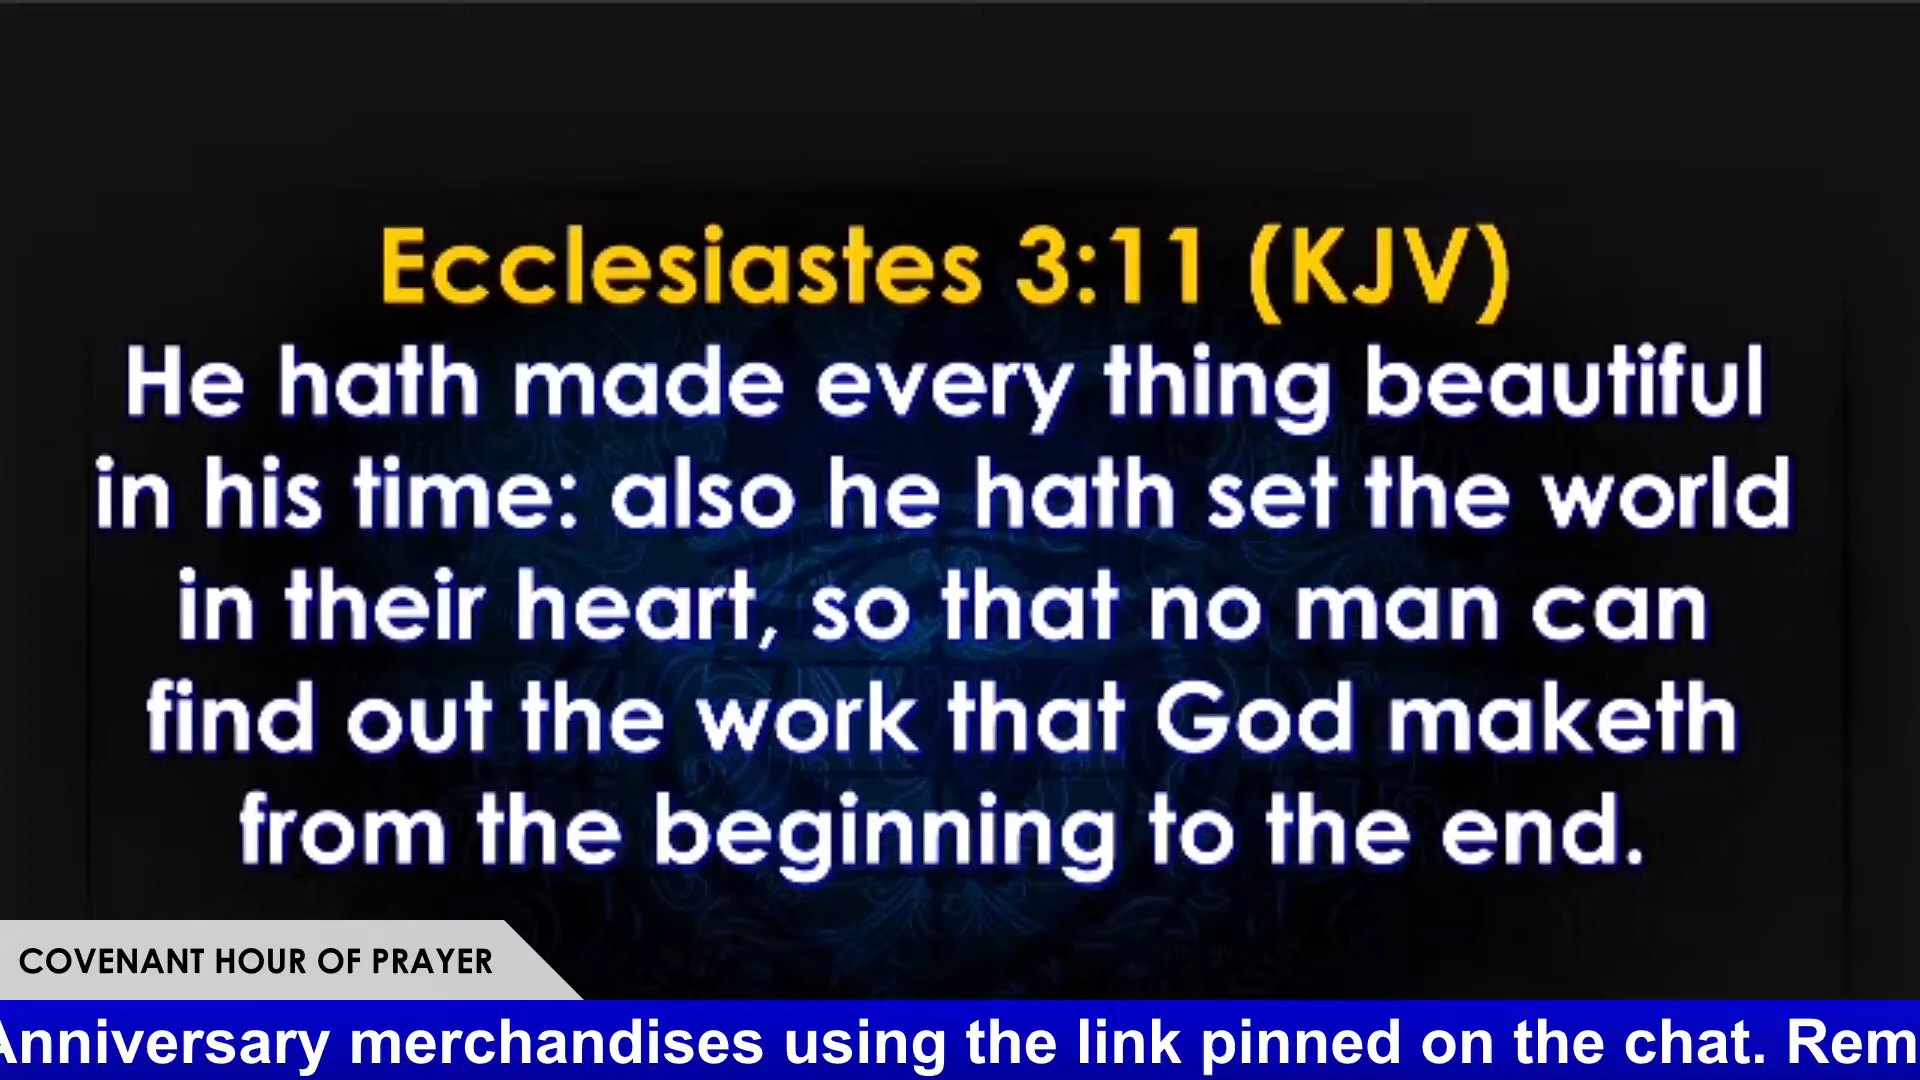 Ecclesiastes 3:11 (KJV)
He hath made every thing beautiful
in his time: also he hath set the world
in their heart, so that no man can
find out the work that God maketh
from the beginning to the end.
COVENANT HOUR OF PRAYER
Anniversary merchandises using the link pinned on the chat. Rem